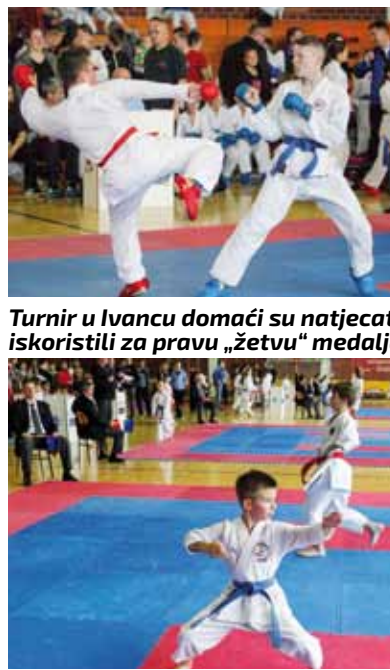 Turnir u Ivancu domaći su natjecat
iskoristili za pravu „žetvu“ medalj